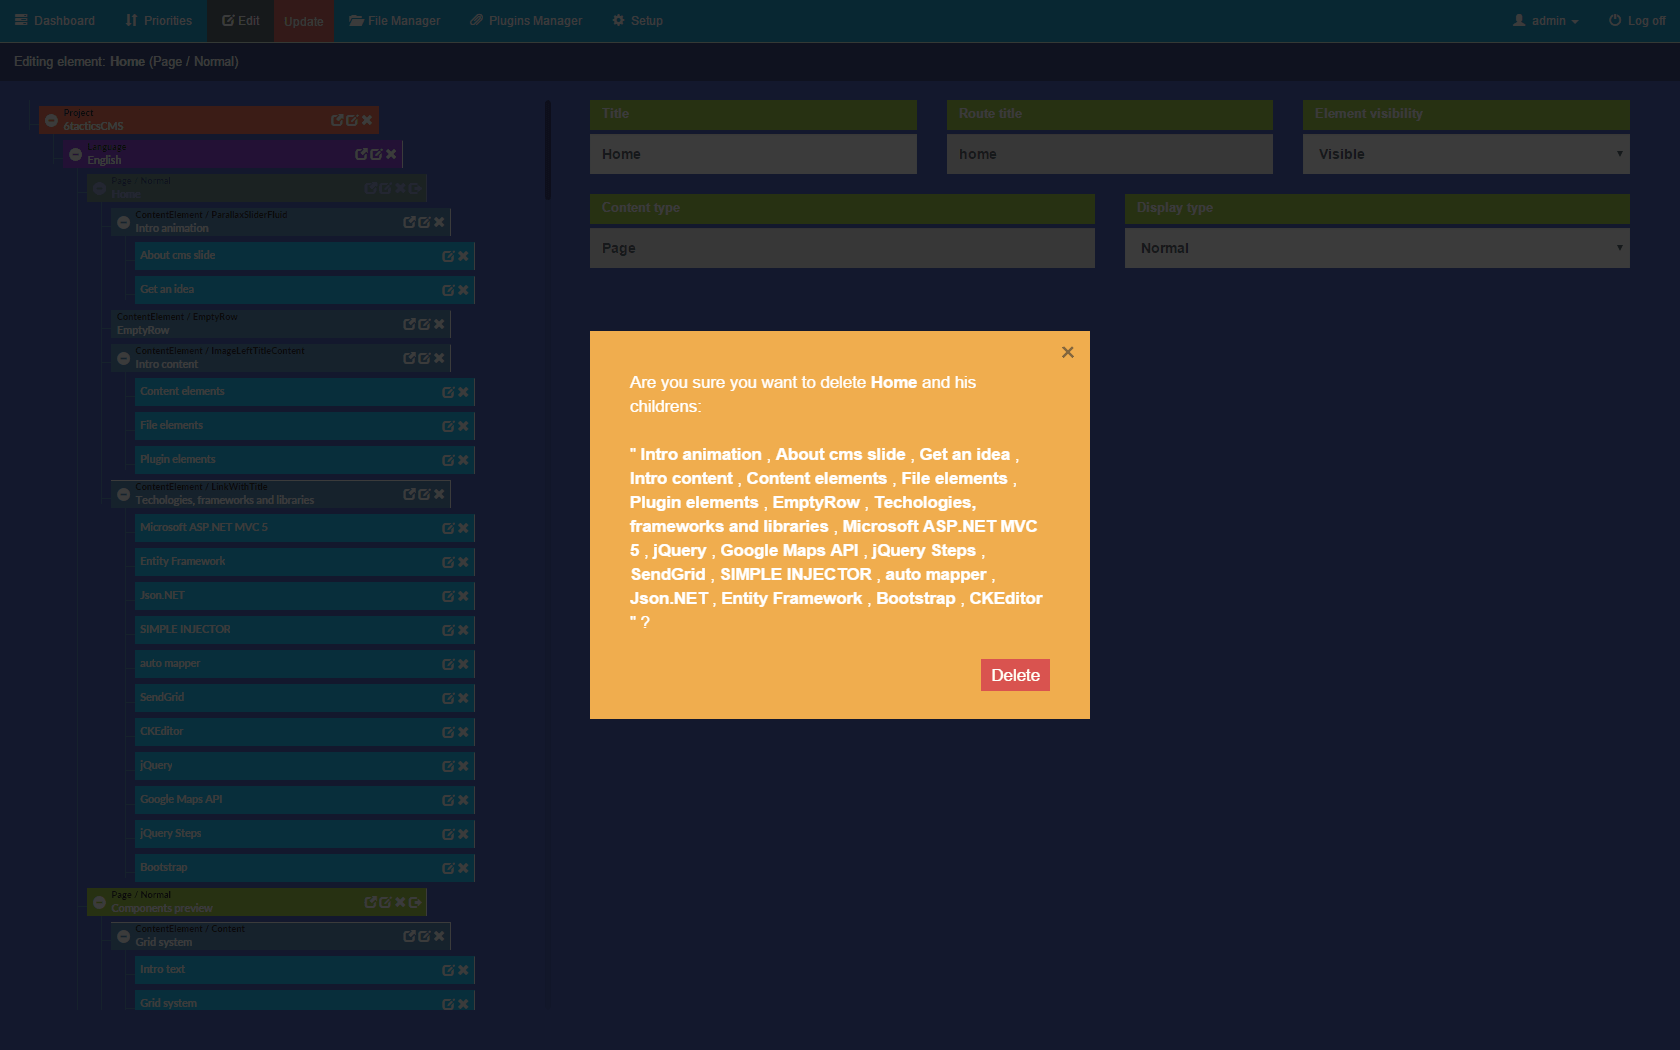 Dashboard
Priorities
Edit
Update
File Manager
Plugins Manager
Setup
admin
Log off
Editing element: Home (Page / Normal)
Project
6tacticsCMS
Language
English
Page / Normal
Home
ContentElement / ParallaxSliderFluid
Intro animation
About cms slide
Get an idea
ContentElement / EmptyRow
EmptyRow
ContentElement / ImageLeftTitleContent
Intro content
Content elements
File elements
Plugin elements
ContentElement / LinkWithTitle
Techologies, frameworks and libraries
Microsoft ASP.NET MVC 5
Entity Framework
Json.NET
SIMPLE INJECTOR
auto mapper
SendGrid
CKEditor
jQuery
Google Maps API
jQuery Steps
Bootstrap
Page / Normal
Components preview
ContentElement / Content
Grid system
Intro text
Grid system
Title
Home
Route title
home
Element visibility
Visible
Content type
Page
Display type
Normal
Are you sure you want to delete Home and his
childrens:
" Intro animation , About cms slide , Get an idea ,
Intro content , Content elements , File elements ,
Plugin elements , EmptyRow , Techologies,
frameworks and libraries , Microsoft ASP.NET MVC
5 , jQuery , Google Maps API , jQuery Steps ,
SendGrid , SIMPLE INJECTOR , auto mapper ,
Json.NET , Entity Framework , Bootstrap , CKEditor
" ?
Delete